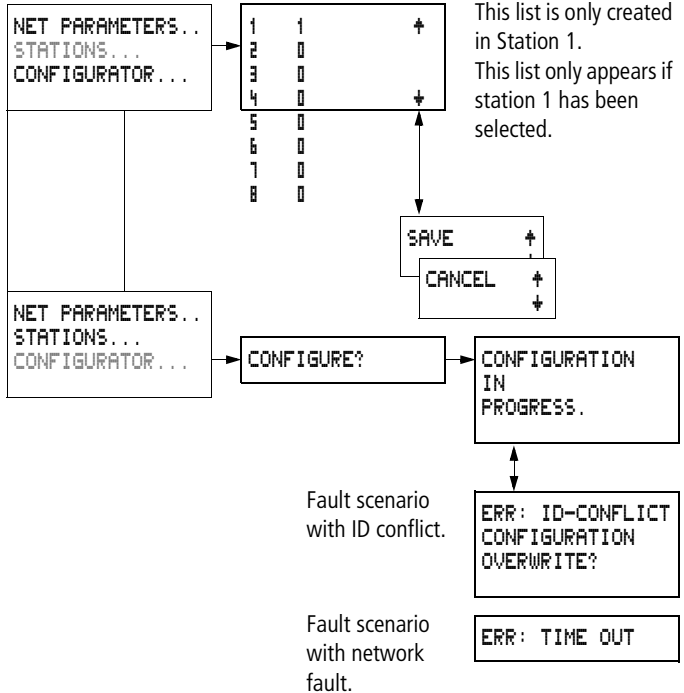 NET PARAMETERS..
STATIONS...
CONFIGURATOR...
1 1
2 0
3 0
4 0
5 0
6 0
7 0
8 0
This list is only created
in Station 1.
This list only appears if
station 1 has been
selected.
SAVE
CANCEL
NET PARAMETERS..
STATIONS...
CONFIGURATOR...
CONFIGURE?
CONFIGURATION
IN
PROGRESS.
Fault scenario
with ID conflict.
ERR: ID-CONFLICT
CONFIGURATION
OVERWRITE?
Fault scenario
with network
fault.
ERR: TIME OUT